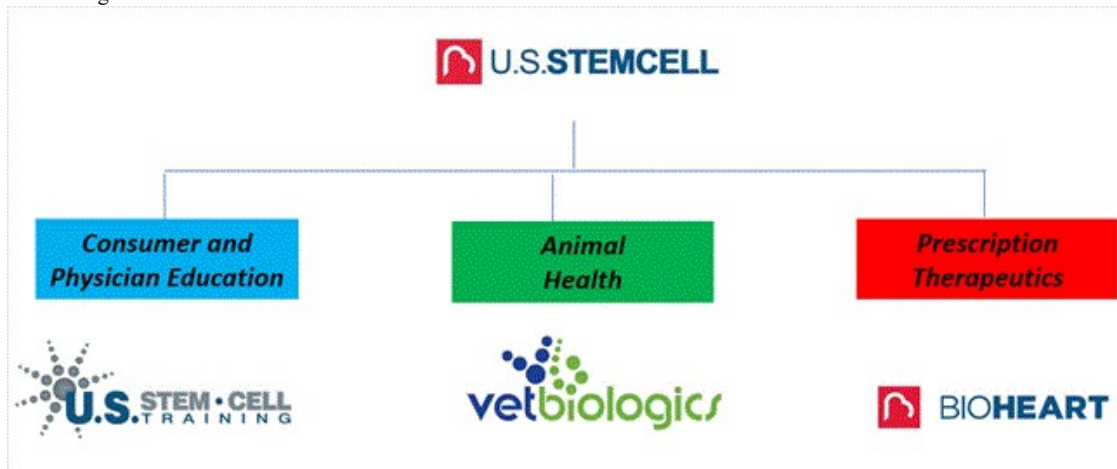 U.S.STEMCELL
Consumer and
Physician Education
Animal
Health
Prescription
Therapeutics
U.S. STEM·CELL
TRAINING
vetbiologics
BIOHEART